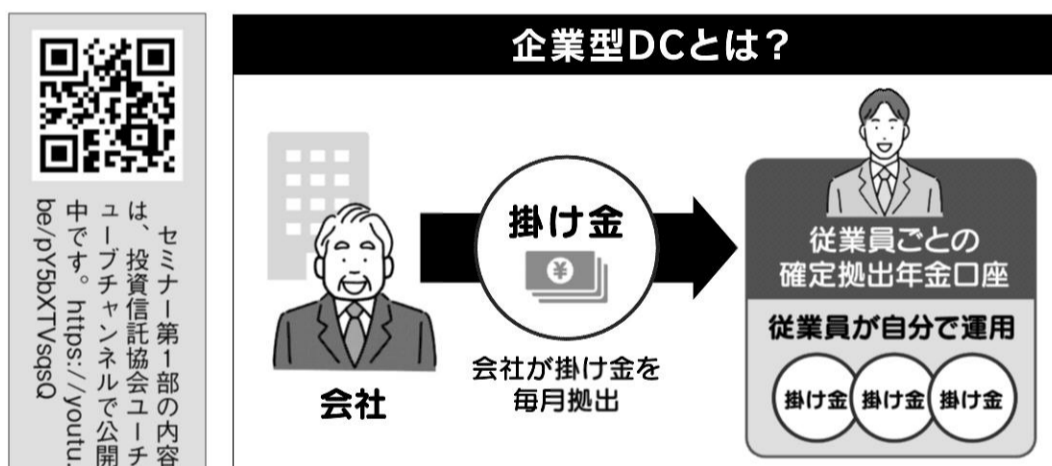 セミナー第1部の内容
は、投資信託協会ユーチ
ューブチャンネルで公開
中です。https://youtu.
be/pY5bXTVsqsQ
企業型DCとは？
掛け金
会社
会社が掛け金を
毎月拠出
従業員ごとの
確定拠出年金口座
従業員が自分で運用
掛け金 掛け金 掛け金